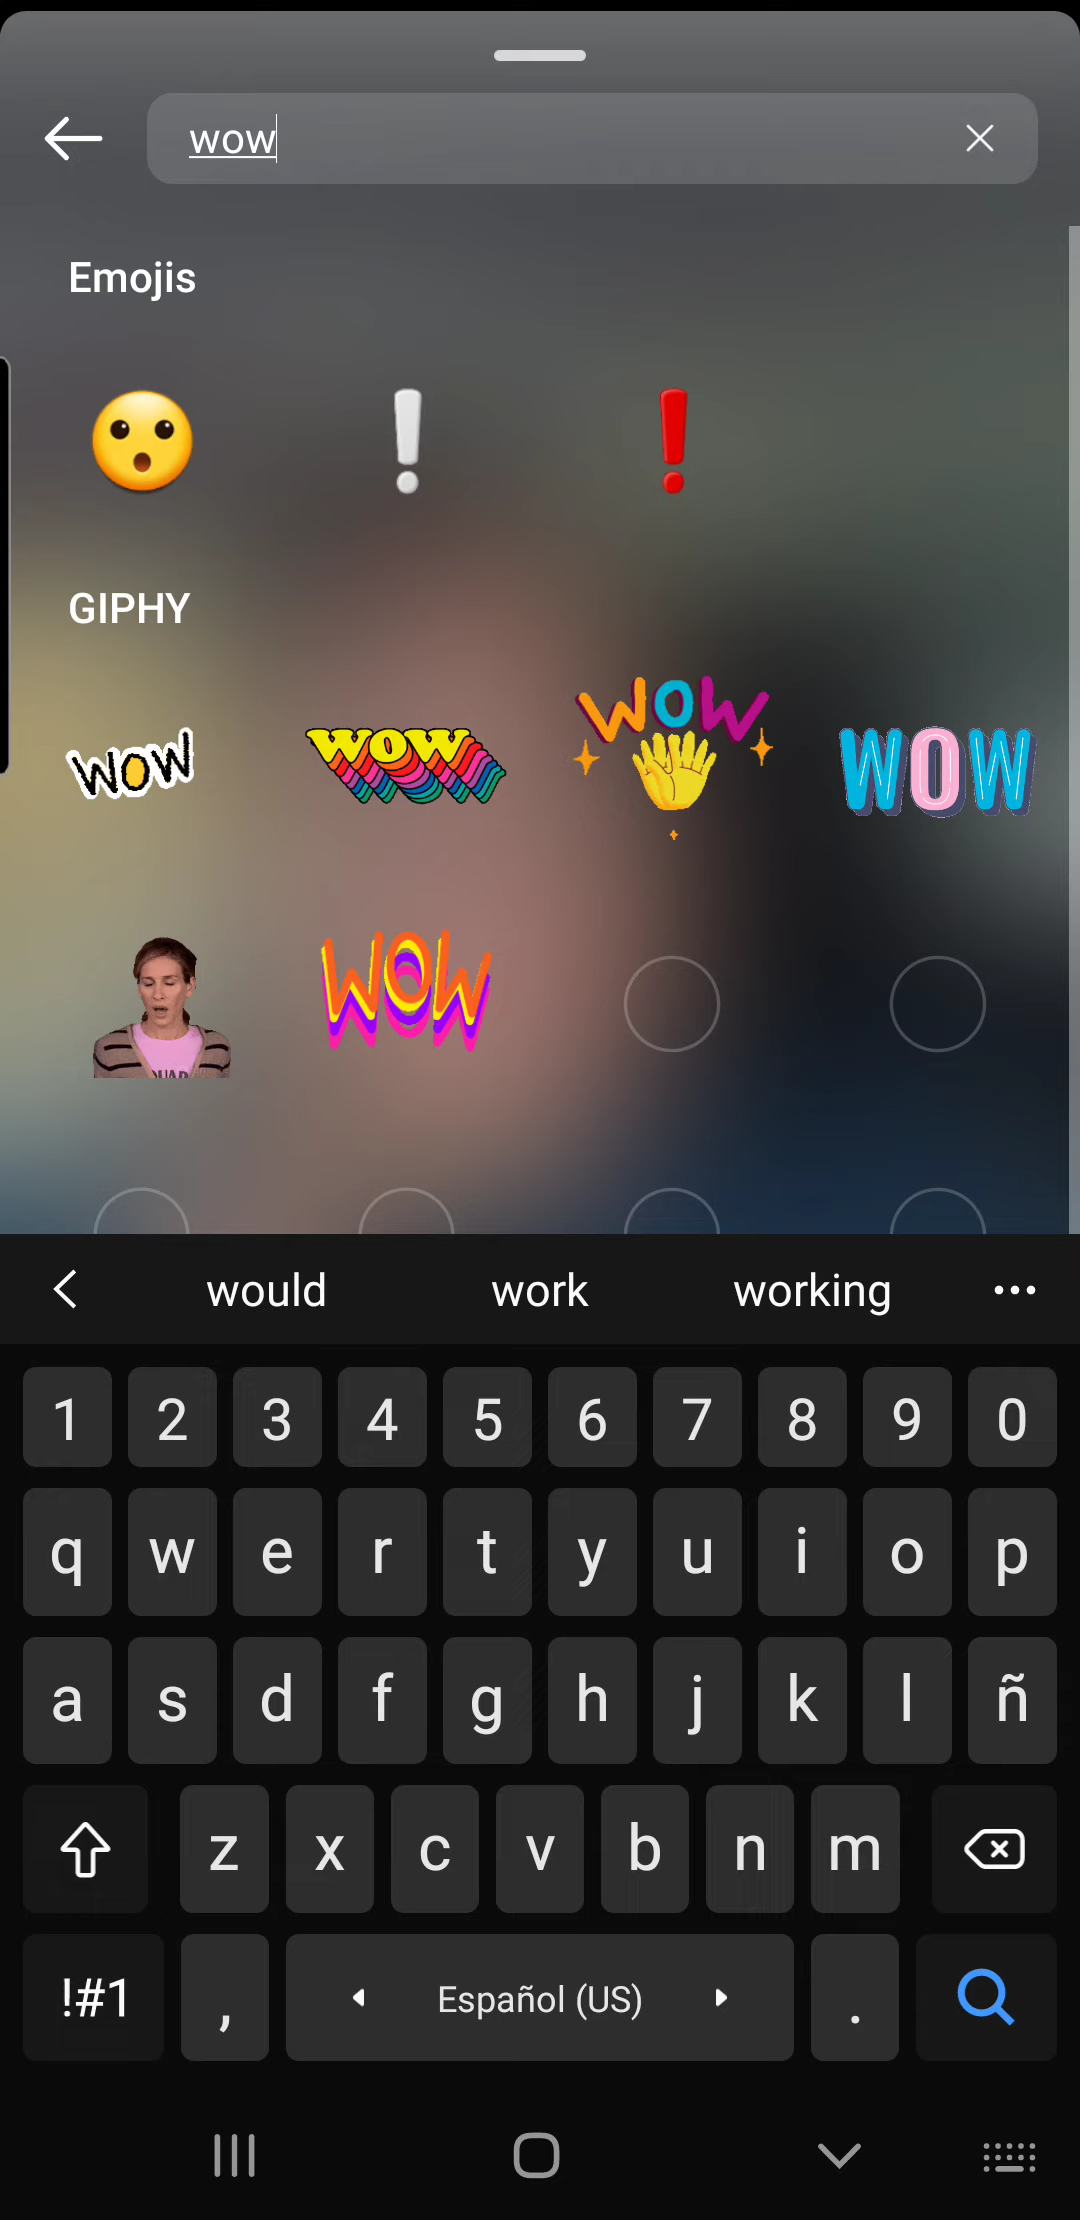 wow
Emojis
GIPHY
WOW
WOW
WOW
WOW
WOW
would work working
1 2 3 4 5 6 7 8 9 0
q w e r t y u i o p
a s d f g h j k l ñ
z x c v b n m
!#1 , Español (US) .